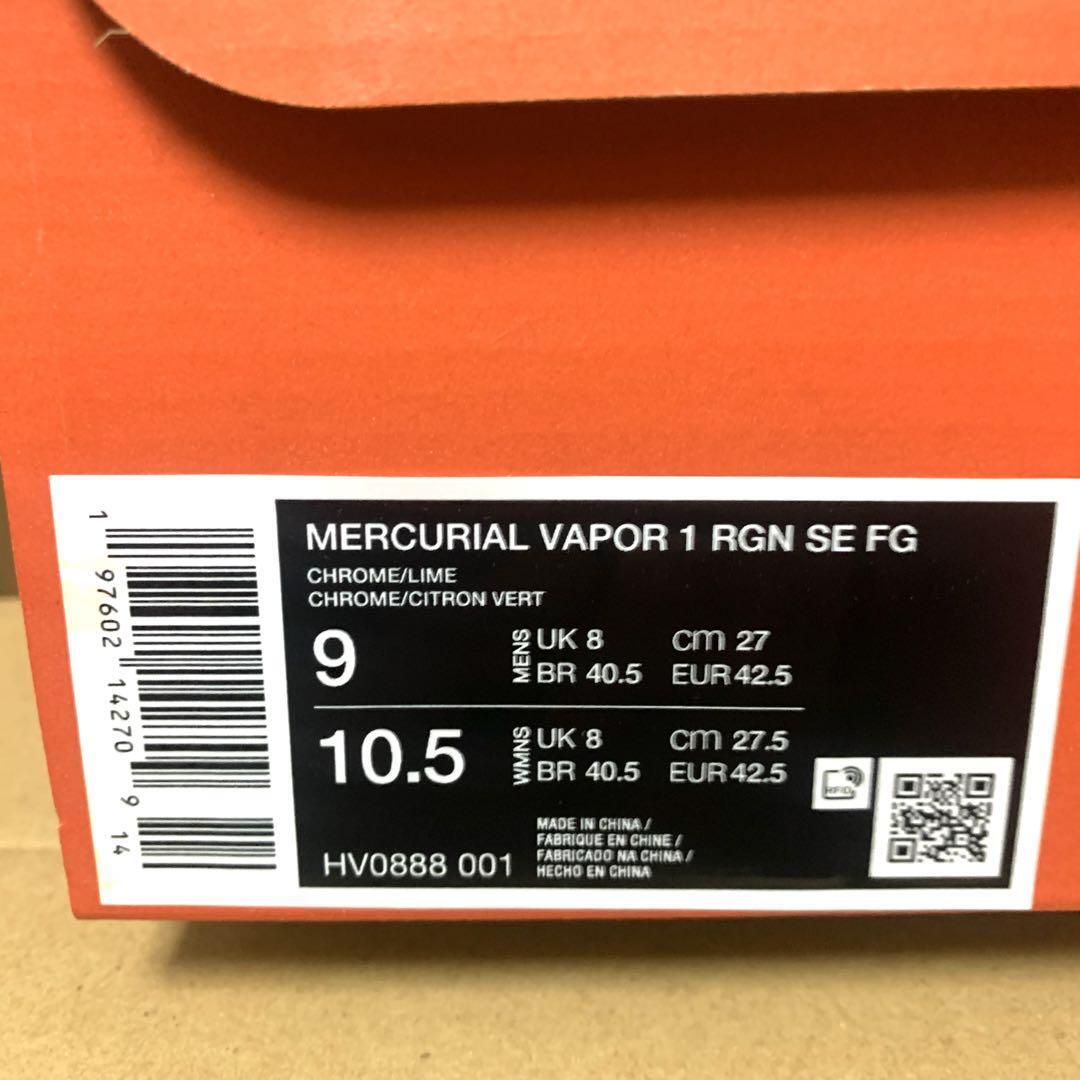 MERCURIAL VAPOR 1 RGN SE FG
CHROME/LIME
CHROME/CITRON VERT
9 MENS UK 8 cm 27
BR 40.5 EUR 42.5
10.5 WMNS UK 8 cm 27.5
BR 40.5 EUR 42.5
MADE IN CHINA /
FABRIQUE EN CHINE /
FABRICADO NA CHINA /
HECHO EN CHINA
HV0888 001
RFID
1 97602 14270 9 14